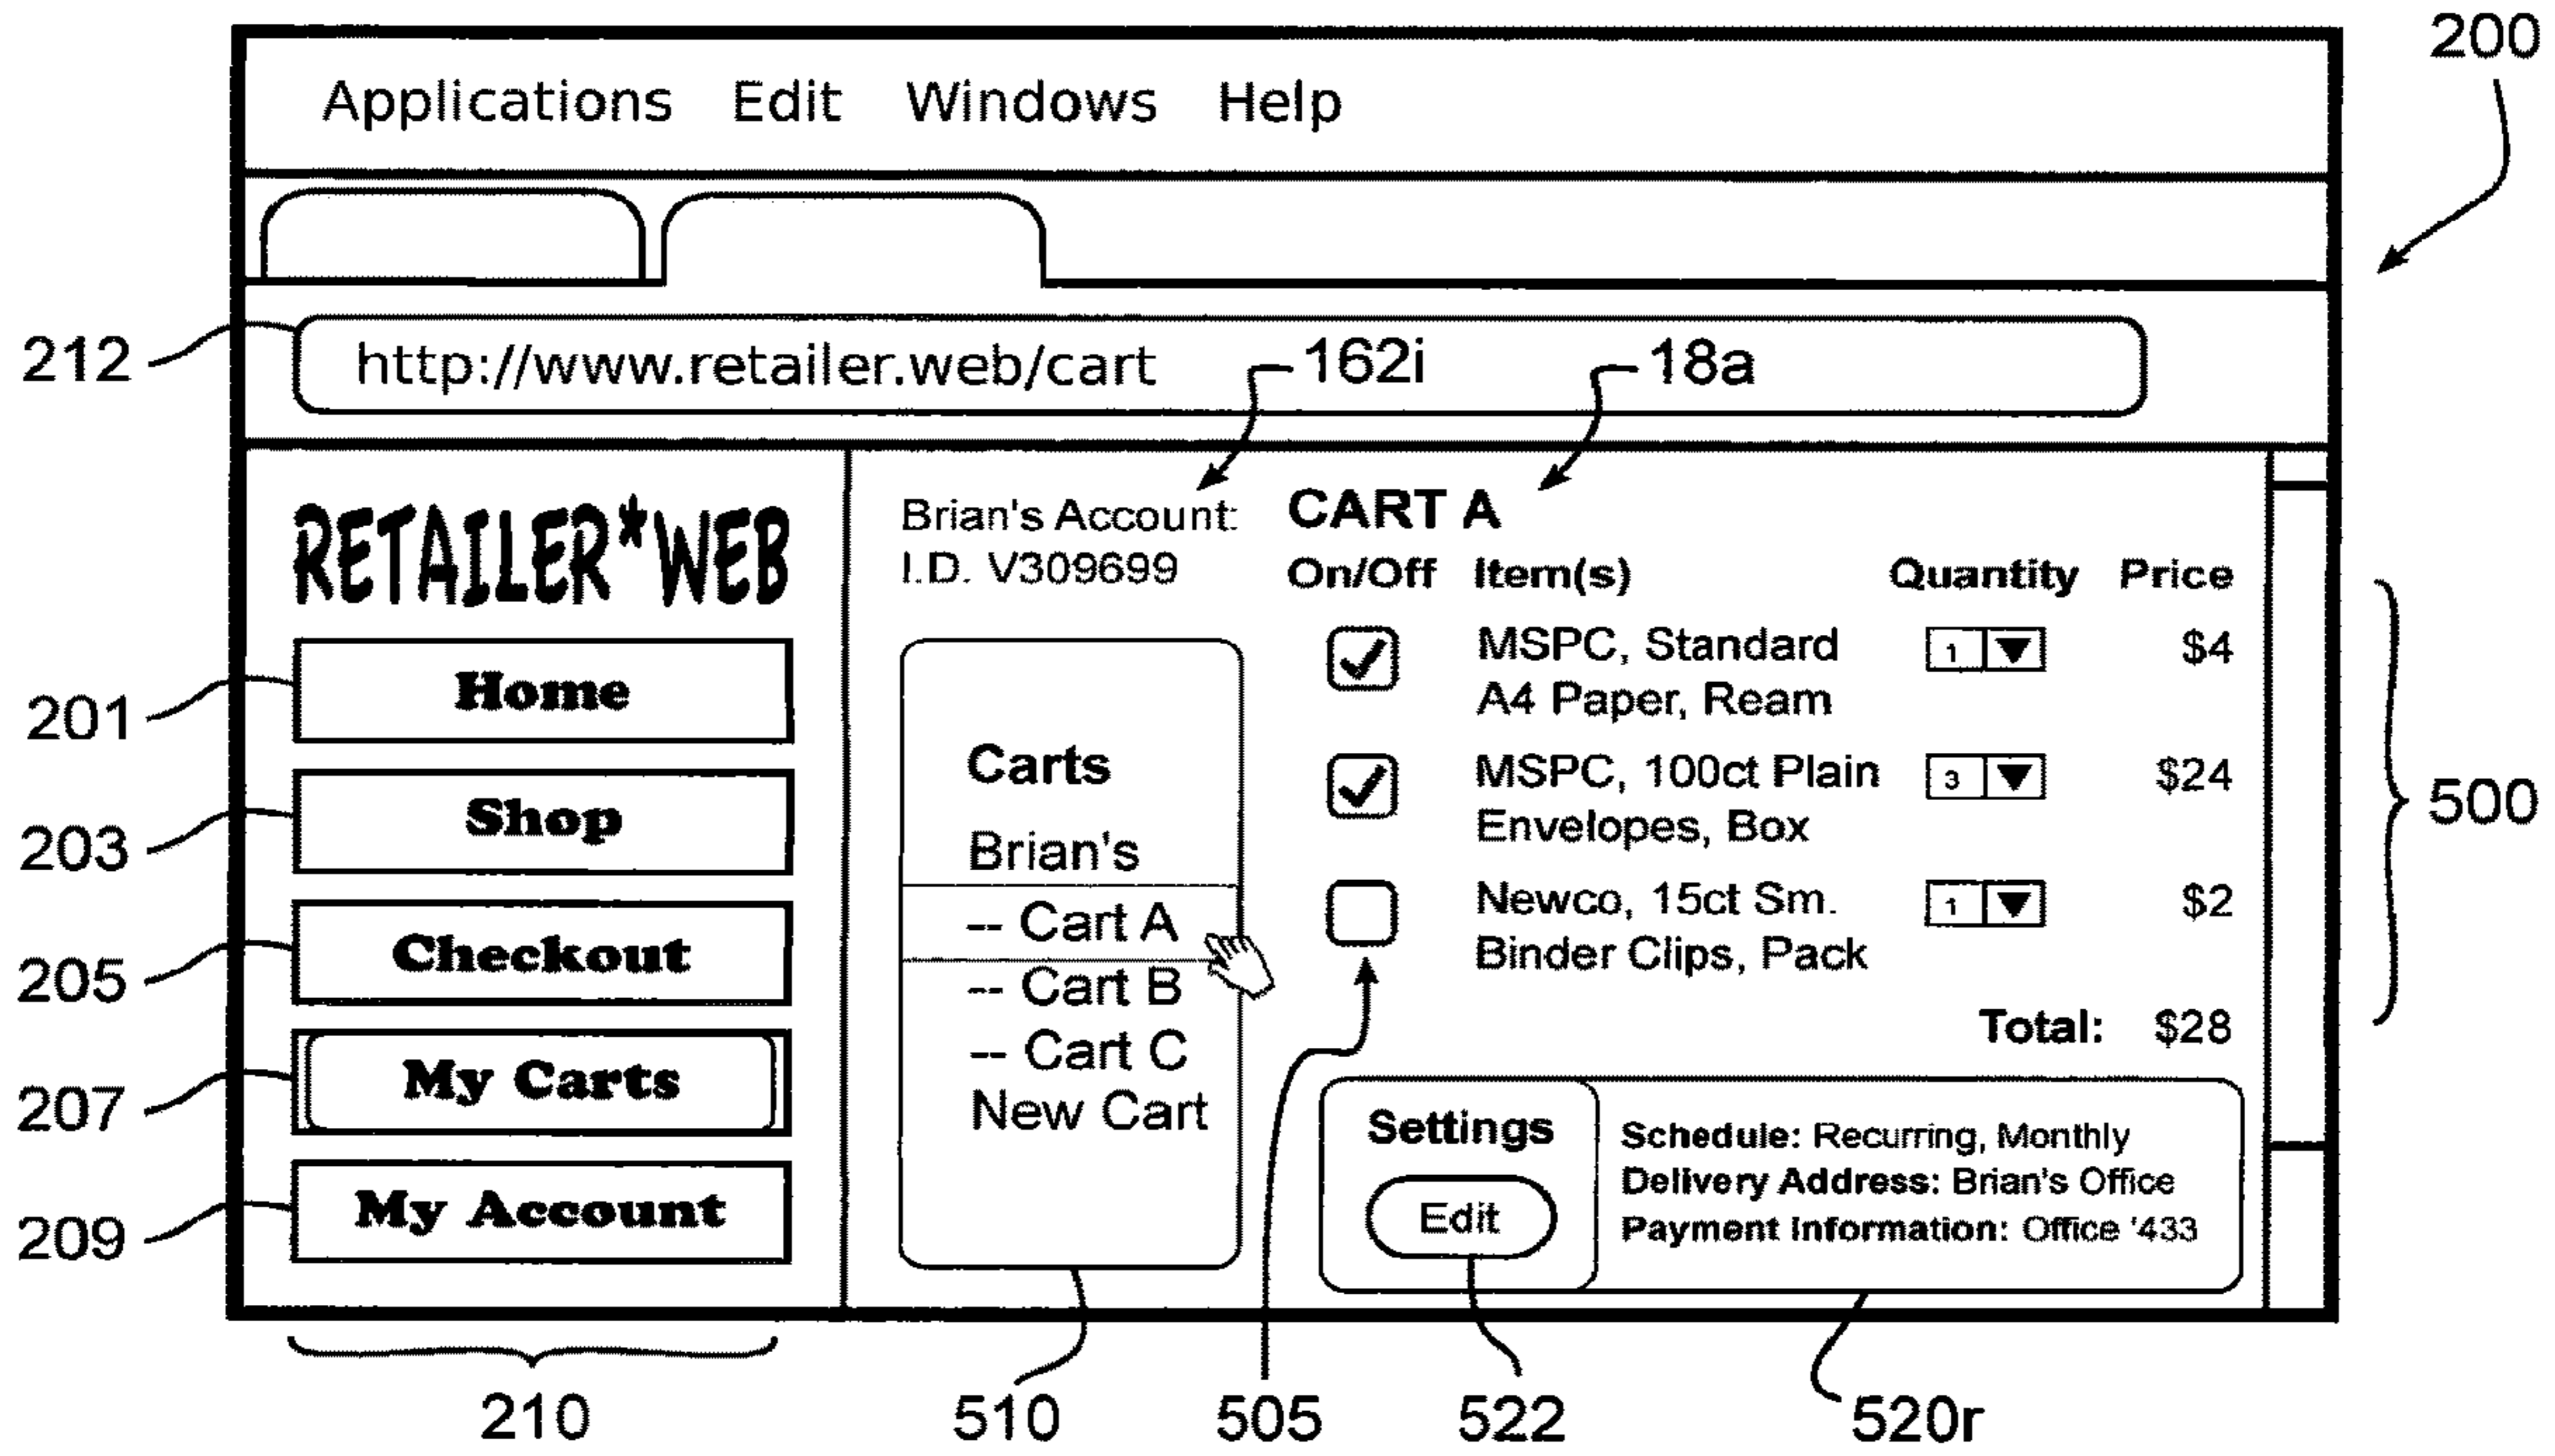 200
Applications Edit Windows Help
212
http://www.retailer.web/cart
162i
18a
RETAILER*WEB
201
Home
203
Shop
205
Checkout
207
My Carts
209
My Account
210
Brian's Account:
I.D. V309699
Carts
Brian's
-- Cart A
-- Cart B
-- Cart C
New Cart
510
CART A
On/Off Item(s) Quantity Price
MSPC, Standard 1 $4
A4 Paper, Ream
MSPC, 100ct Plain 3 $24
Envelopes, Box
Newco, 15ct Sm. 1 $2
Binder Clips, Pack
Total: $28
500
505
Settings
Edit
522
Schedule: Recurring, Monthly
Delivery Address: Brian's Office
Payment Information: Office '433
520r